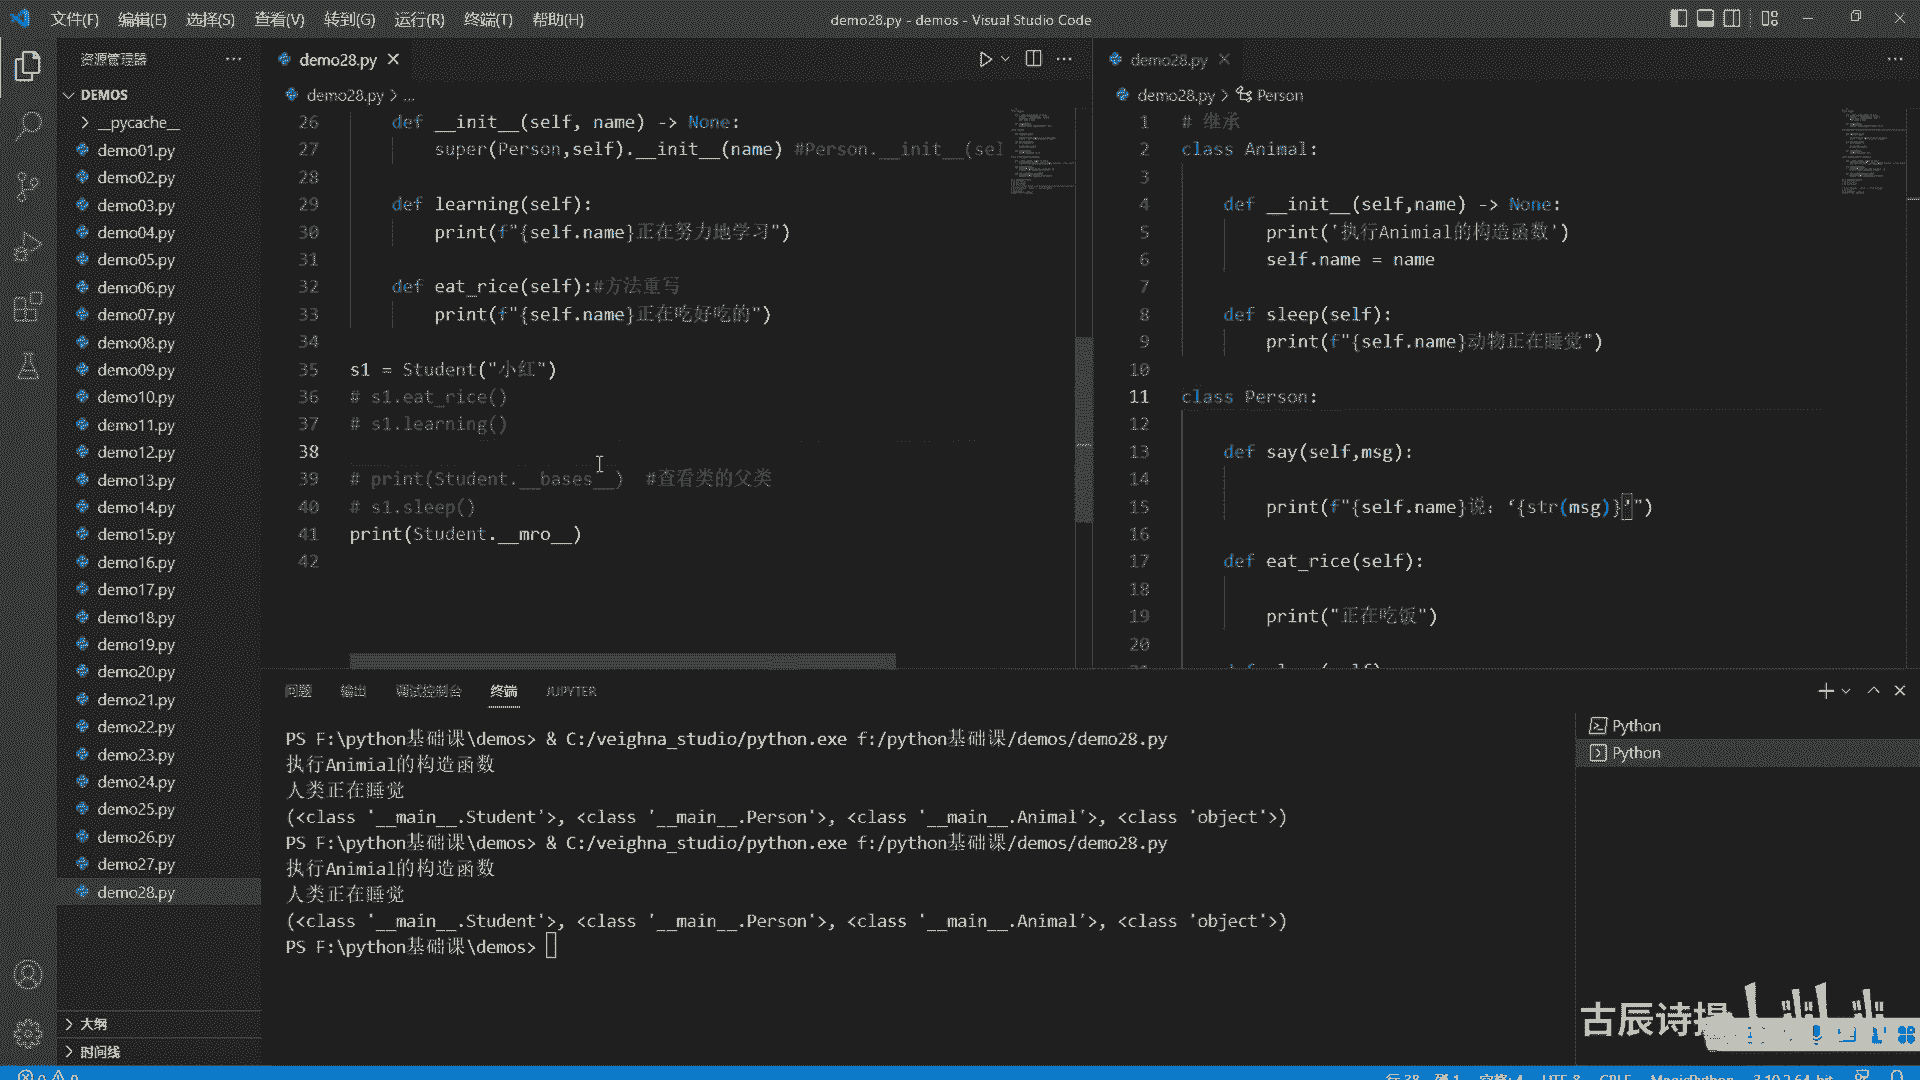 文件(F) 编辑(E) 选择(S) 查看(V) 转到(G) 运行(R) 终端(T) 帮助(H)
demo28.py - demos - Visual Studio Code
资源管理器
DEMOS
__pycache__
demo01.py
demo02.py
demo03.py
demo04.py
demo05.py
demo06.py
demo07.py
demo08.py
demo09.py
demo10.py
demo11.py
demo12.py
demo13.py
demo14.py
demo15.py
demo16.py
demo17.py
demo18.py
demo19.py
demo20.py
demo21.py
demo22.py
demo23.py
demo24.py
demo25.py
demo26.py
demo27.py
demo28.py
大纲
时间线
demo28.py
demo28.py > ...
26 def __init__(self, name) -> None:
27 super(Person,self).__init__(name) #Person.__init__(sel
28
29 def learning(self):
30 print(f"{self.name}正在努力地学习")
31
32 def eat_rice(self):#方法重写
33 print(f"{self.name}正在吃好吃的")
34
35 s1 = Student("小红")
36 # s1.eat_rice()
37 # s1.learning()
38
39 # print(Student.__bases__) #查看类的父类
40 # s1.sleep()
41 print(Student.__mro__)
42
demo28.py
demo28.py > Person
1 # 继承
2 class Animal:
3
4 def __init__(self,name) -> None:
5 print('执行Animial的构造函数')
6 self.name = name
7
8 def sleep(self):
9 print(f"{self.name}动物正在睡觉")
10
11 class Person:
12
13 def say(self,msg):
14
15 print(f"{self.name}说：‘{str(msg)}'")
16
17 def eat_rice(self):
18
19 print("正在吃饭")
20
问题 输出 调试控制台 终端 JUPYTER
PS F:\python基础课\demos> & C:/veighna_studio/python.exe f:/python基础课/demos/demo28.py
执行Animial的构造函数
人类正在睡觉
(<class '__main__.Student'>, <class '__main__.Person'>, <class '__main__.Animal'>, <class 'object'>)
PS F:\python基础课\demos> & C:/veighna_studio/python.exe f:/python基础课/demos/demo28.py
执行Animial的构造函数
人类正在睡觉
(<class '__main__.Student'>, <class '__main__.Person'>, <class '__main__.Animal'>, <class 'object'>)
PS F:\python基础课\demos>
Python
Python
古辰诗提